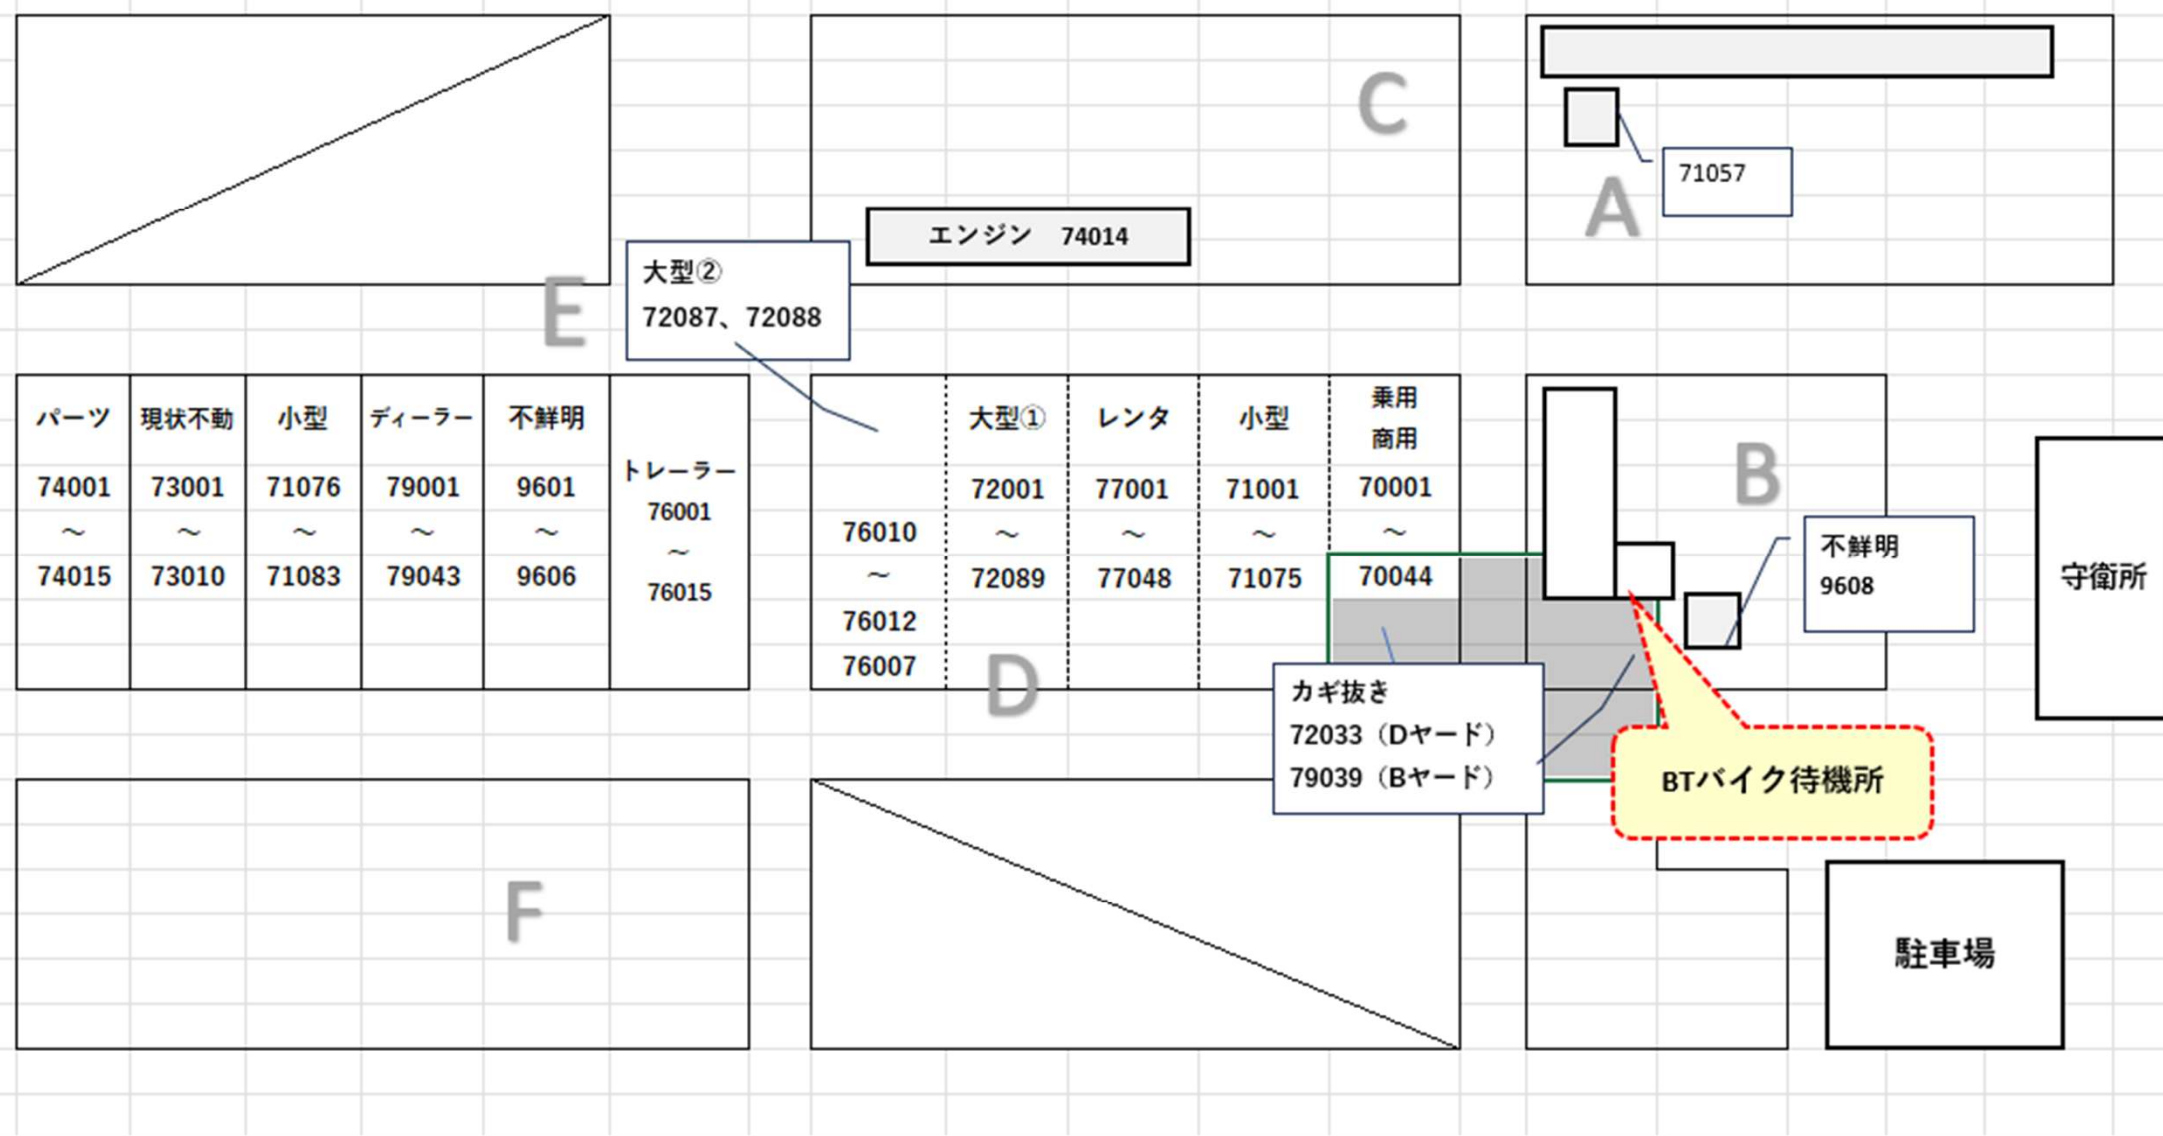 C
71057
A
エンジン　74014
大型②
72087、72088
E
パーツ
74001
～
74015
現状不動
73001
～
73010
小型
71076
～
71083
ディーラー
79001
～
79043
不鮮明
9601
～
9606
トレーラー
76001
～
76015
76010
～
76012
76007
大型①
72001
～
72089
レンタ
77001
～
77048
小型
71001
～
71075
乗用
商用
70001
～
70044
D
B
不鮮明
9608
守衛所
カギ抜き
72033（Dヤード）
79039（Bヤード）
BTバイク待機所
F
駐車場